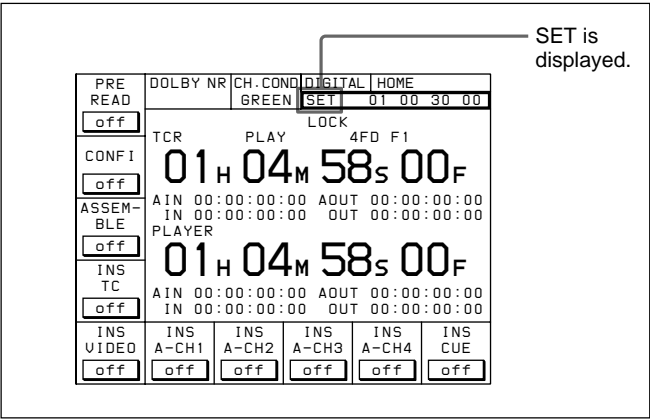 SET is
displayed.
PRE
READ
off
DOLBY NR
CH.COND
GREEN
DIGITAL
HOME
SET 01 00 30 00
LOCK
TCR PLAY 4FD F1
01H 04M 58S 00F
AIN 00:00:00:00 AOUT 00:00:00:00
IN 00:00:00:00 OUT 00:00:00:00
CONFI
off
ASSEM-
BLE
off
PLAYER
01H 04M 58S 00F
AIN 00:00:00:00 AOUT 00:00:00:00
IN 00:00:00:00 OUT 00:00:00:00
INS
TC
off
INS
VIDEO
off
INS
A-CH1
off
INS
A-CH2
off
INS
A-CH3
off
INS
A-CH4
off
INS
CUE
off